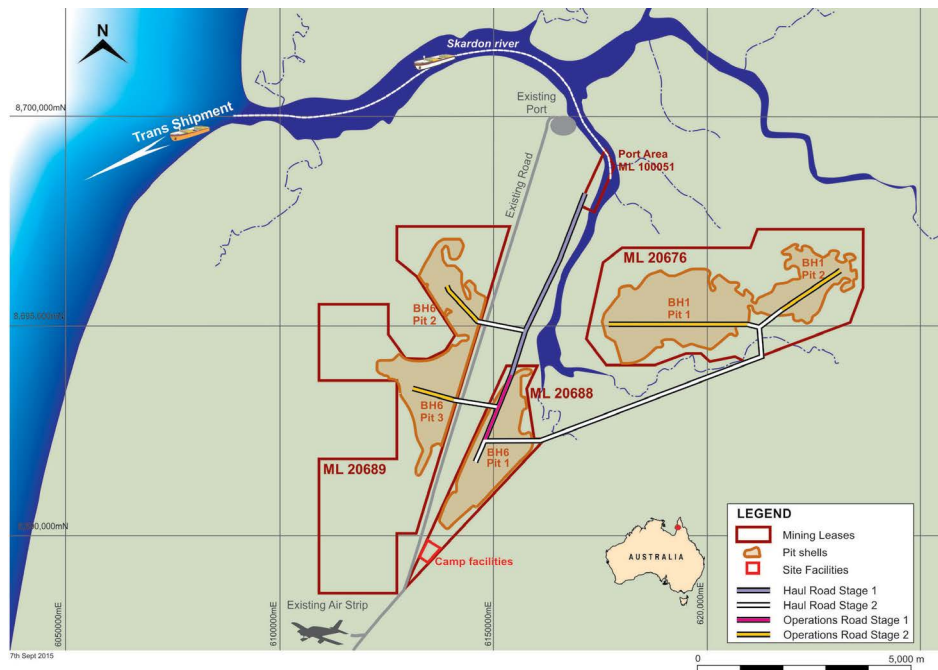 N
Skardon river
8,700,000mN
Trans Shipment
Existing
Port
Port Area
ML 100051
Existing Road
ML 20676
BH1
Pit 2
BH1
Pit 1
BH6
Pit 2
8,695,000mN
BH6
Pit 3
ML 20688
BH6
Pit 1
ML 20689
Camp facilities
Existing Air Strip
6050000mE
6100000mE
6150000mE
620,000mE
AUSTRALIA
LEGEND
Mining Leases
Pit shells
Site Facilities
Haul Road Stage 1
Haul Road Stage 2
Operations Road Stage 1
Operations Road Stage 2
7th Sept 2015
0
5,000 m